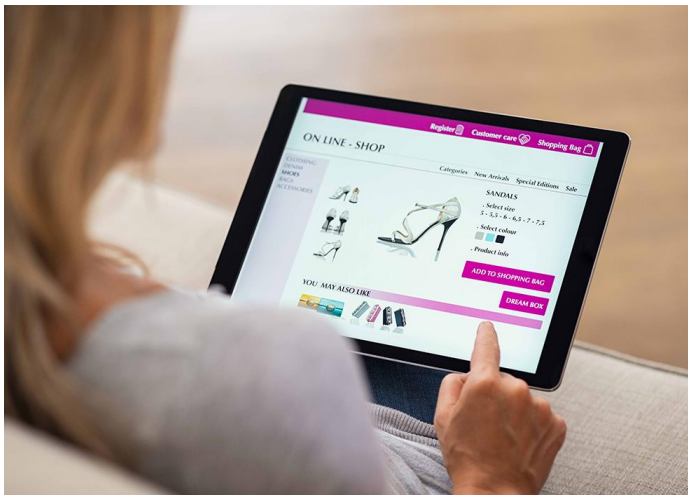 Register
Customer care
Shopping Bag
ON LINE - SHOP
Categories
New Arrivals
Special Editions
Sale
CLOTHING
DENIM
SHOES
BAGS
ACCESSORIES
SANDALS
. Select size
5 - 5,5 - 6 - 6,5 - 7 - 7,5
. Select colour
. Product info
ADD TO SHOPPING BAG
DREAM BOX
YOU MAY ALSO LIKE